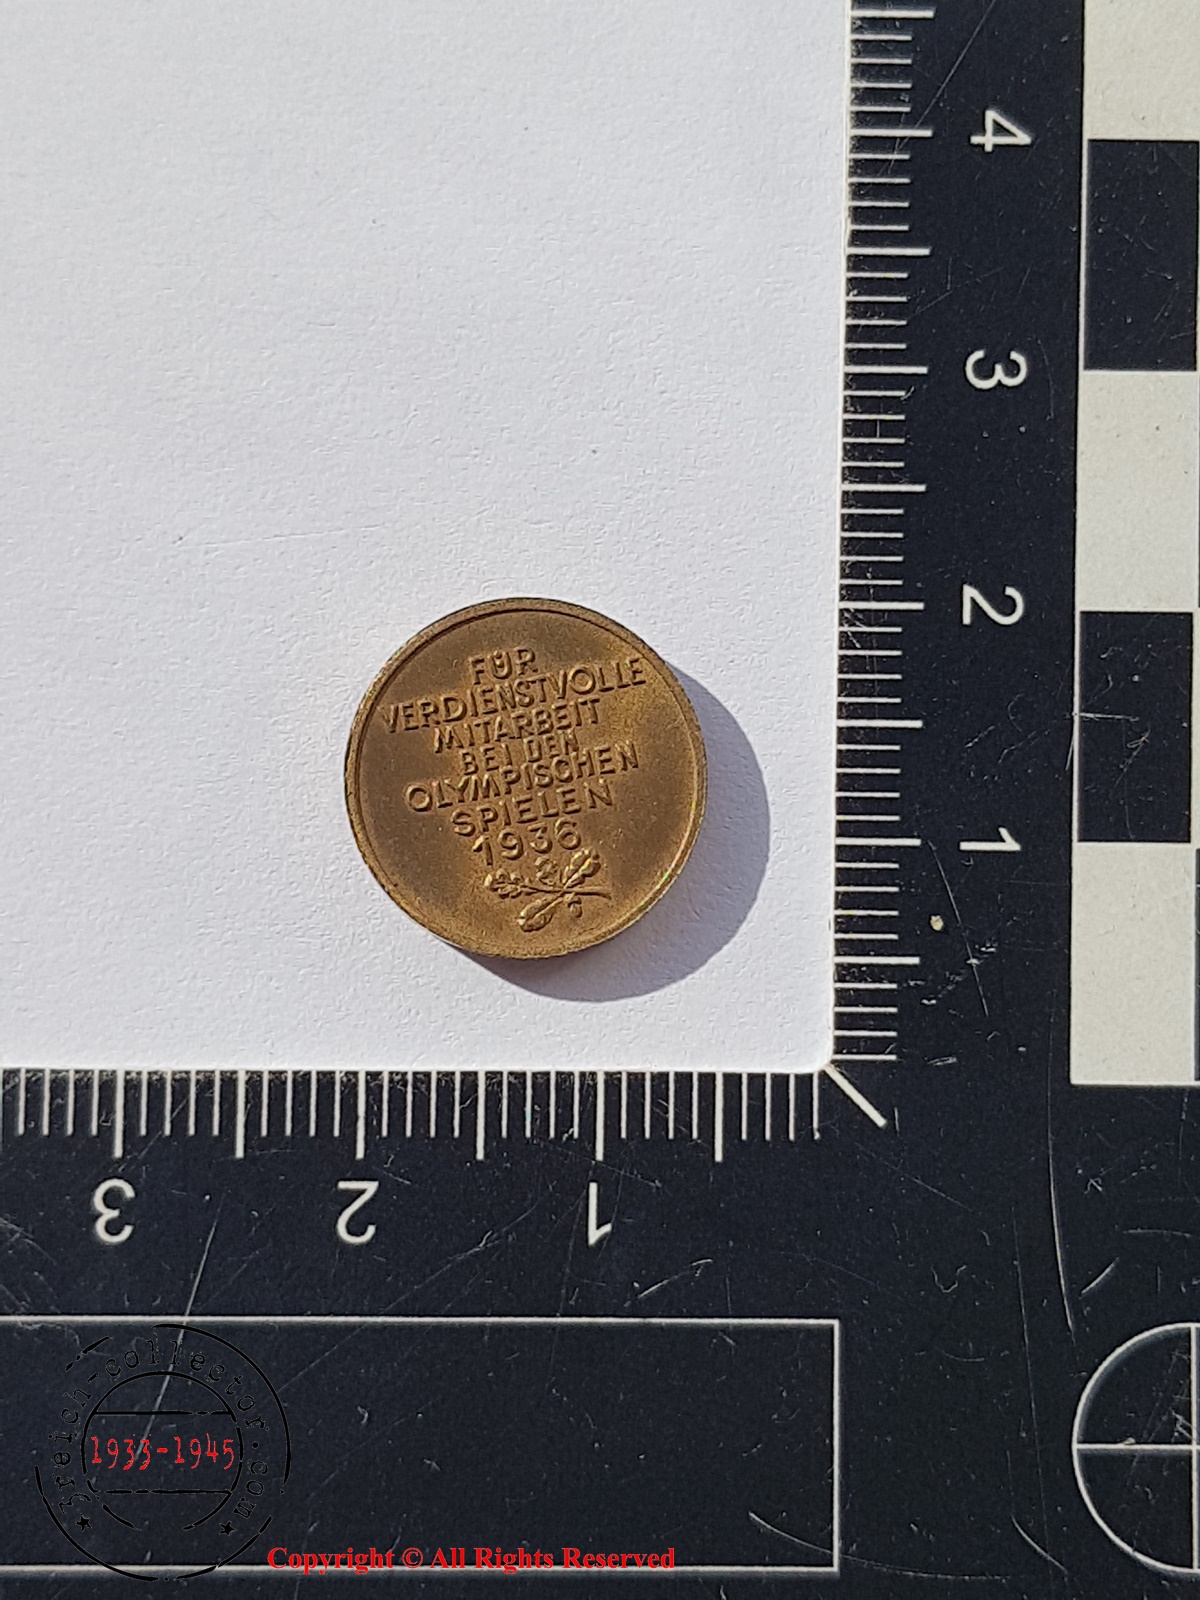 FÜR
VERDIENSTVOLLE
MITARBEIT
BEI DEN
OLYMPISCHEN
SPIELEN
1936
4
3
2
1
3
2
1
3reich-collector.com
1933-1945
Copyright © All Rights Reserved